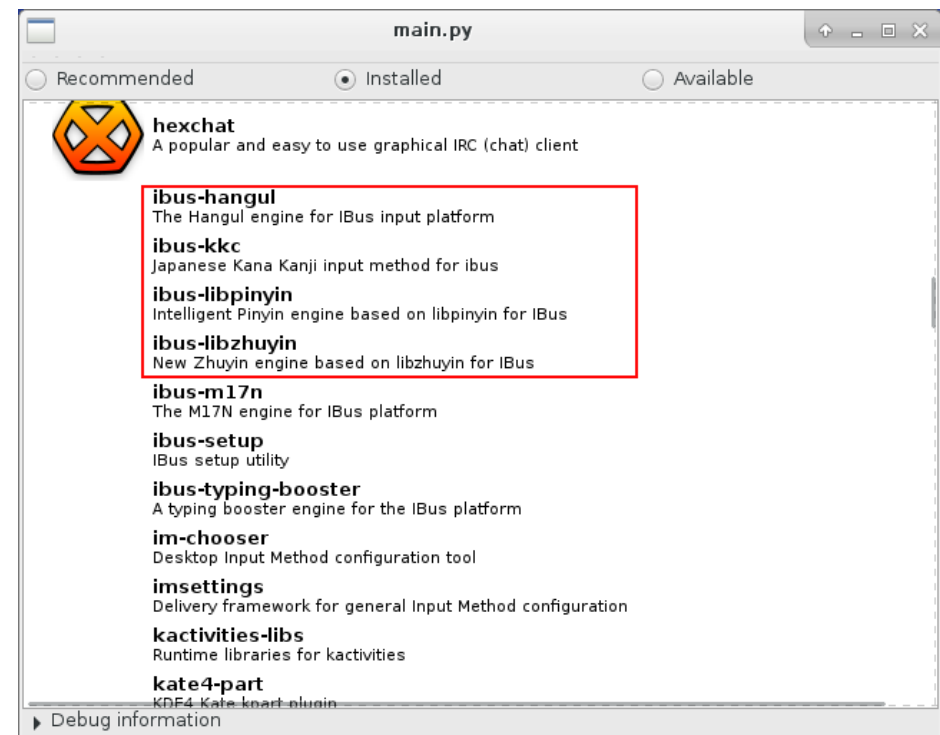 main.py
Recommended Installed Available
hexchat
A popular and easy to use graphical IRC (chat) client
ibus-hangul
The Hangul engine for IBus input platform
ibus-kkc
Japanese Kana Kanji input method for ibus
ibus-libpinyin
Intelligent Pinyin engine based on libpinyin for IBus
ibus-libzhuyin
New Zhuyin engine based on libzhuyin for IBus
ibus-m17n
The M17N engine for IBus platform
ibus-setup
IBus setup utility
ibus-typing-booster
A typing booster engine for the IBus platform
im-chooser
Desktop Input Method configuration tool
imsettings
Delivery framework for general Input Method configuration
kactivities-libs
Runtime libraries for kactivities
kate4-part
KDE4 Kate kpart plugin
Debug information